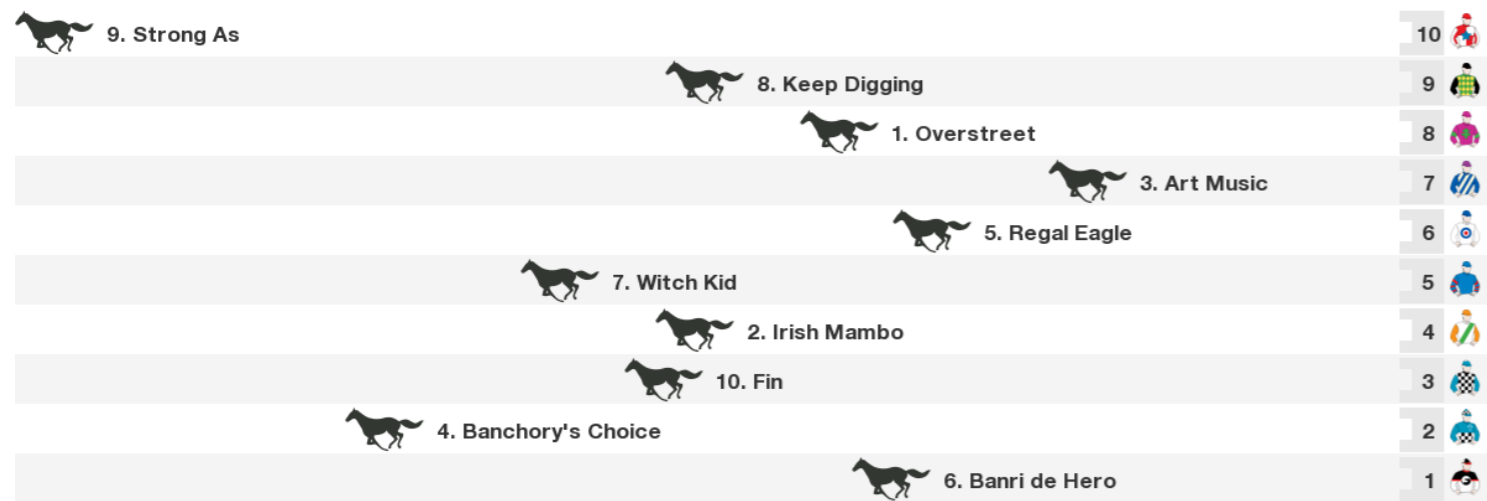 9. Strong As 10
8. Keep Digging 9
1. Overstreet 8
3. Art Music 7
5. Regal Eagle 6
7. Witch Kid 5
2. Irish Mambo 4
10. Fin 3
4. Banchory's Choice 2
6. Banri de Hero 1